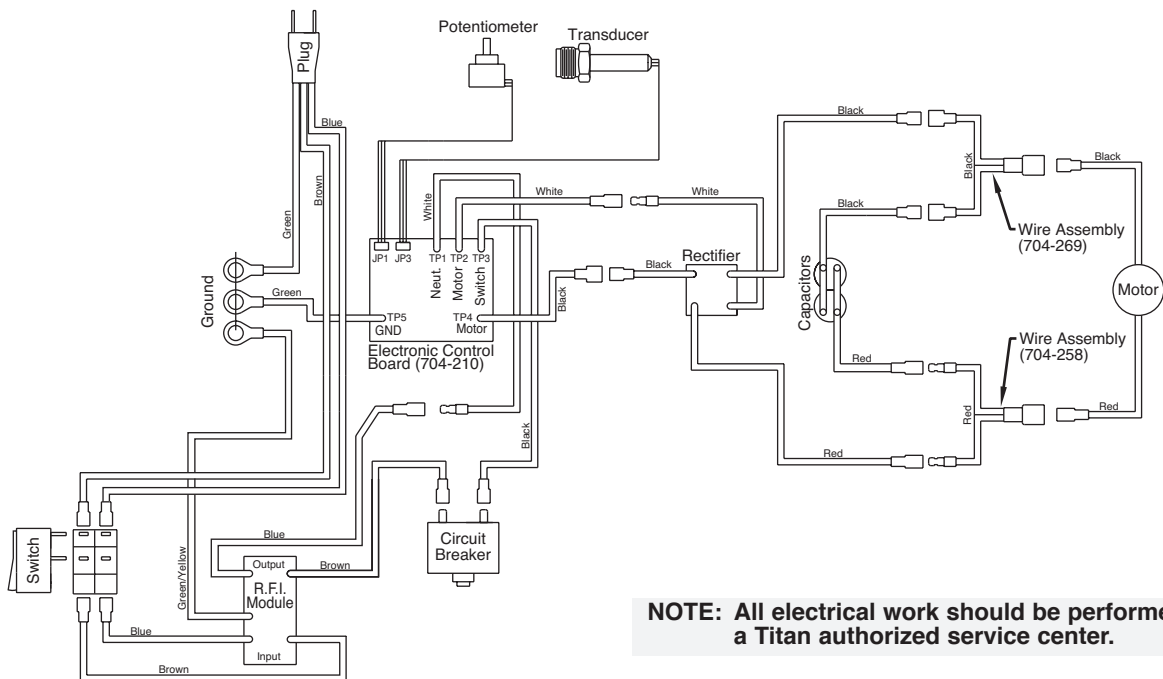 Potentiometer
Transducer
Plug
Blue
Brown
Green
Black
Black
Black
White
White
White
Black
Wire Assembly
(704-269)
JP1
JP3
TP1
TP2
TP3
Neut.
Motor
Switch
Rectifier
Black
Capacitors
Motor
Ground
Green
TP5
GND
TP4
Motor
Black
Electronic Control
Board (704-210)
Wire Assembly
(704-258)
Red
Red
Red
Black
Red
Switch
Green/Yellow
Blue
Output
R.F.I.
Module
Input
Brown
Circuit
Breaker
Blue
Brown
NOTE: All electrical work should be performe
a Titan authorized service center.